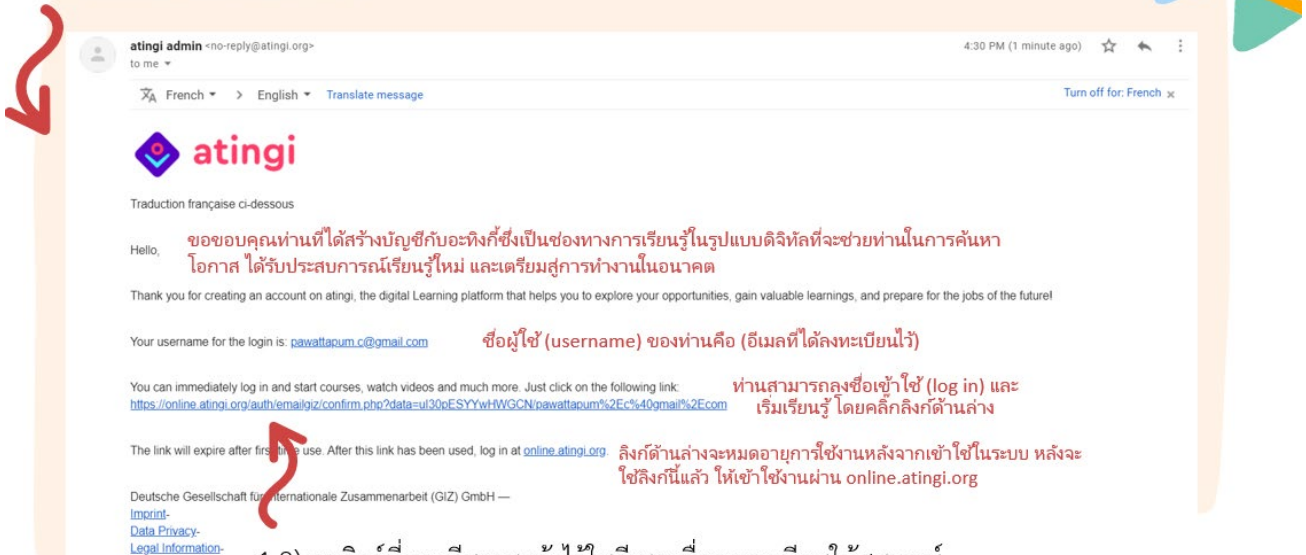 atingi admin <no-reply@atingi.org>
4:30 PM (1 minute ago)
to me
French > English Translate message
Turn off for: French x
atingi
Traduction française ci-dessous
Hello,
ขอขอบคุณท่านที่ได้สร้างบัญชีกับอะทิงกี้ซึ่งเป็นช่องทางการเรียนรู้ในรูปแบบดิจิทัลที่จะช่วยท่านในการค้นหา
โอกาส ได้รับประสบการณ์เรียนรู้ใหม่ และเตรียมสู่การทำงานในอนาคต
Thank you for creating an account on atingi, the digital Learning platform that helps you to explore your opportunities, gain valuable learnings, and prepare for the jobs of the future!
Your username for the login is: pawattapum.c@gmail.com
ชื่อผู้ใช้ (username) ของท่านคือ (อีเมลที่ได้ลงทะเบียนไว้)
You can immediately log in and start courses, watch videos and much more. Just click on the following link:
https://online.atingi.org/auth/emailgiz/confirm.php?data=ul30pESYYwHWGCN/pawattapum%2Ec%40gmail%2Ecom
ท่านสามารถลงชื่อเข้าใช้ (log in) และ
เริ่มเรียนรู้ โดยคลิ๊กลิงก์ด้านล่าง
The link will expire after first time use. After this link has been used, log in at online.atingi.org.
ลิงก์ด้านล่างจะหมดอายุการใช้งานหลังจากเข้าใช้ในระบบ หลังจะ
ใช้ลิงก์นี้แล้ว ให้เข้าใช้งานผ่าน online.atingi.org
Deutsche Gesellschaft für Internationale Zusammenarbeit (GIZ) GmbH —
Imprint-
Data Privacy-
Legal Information-